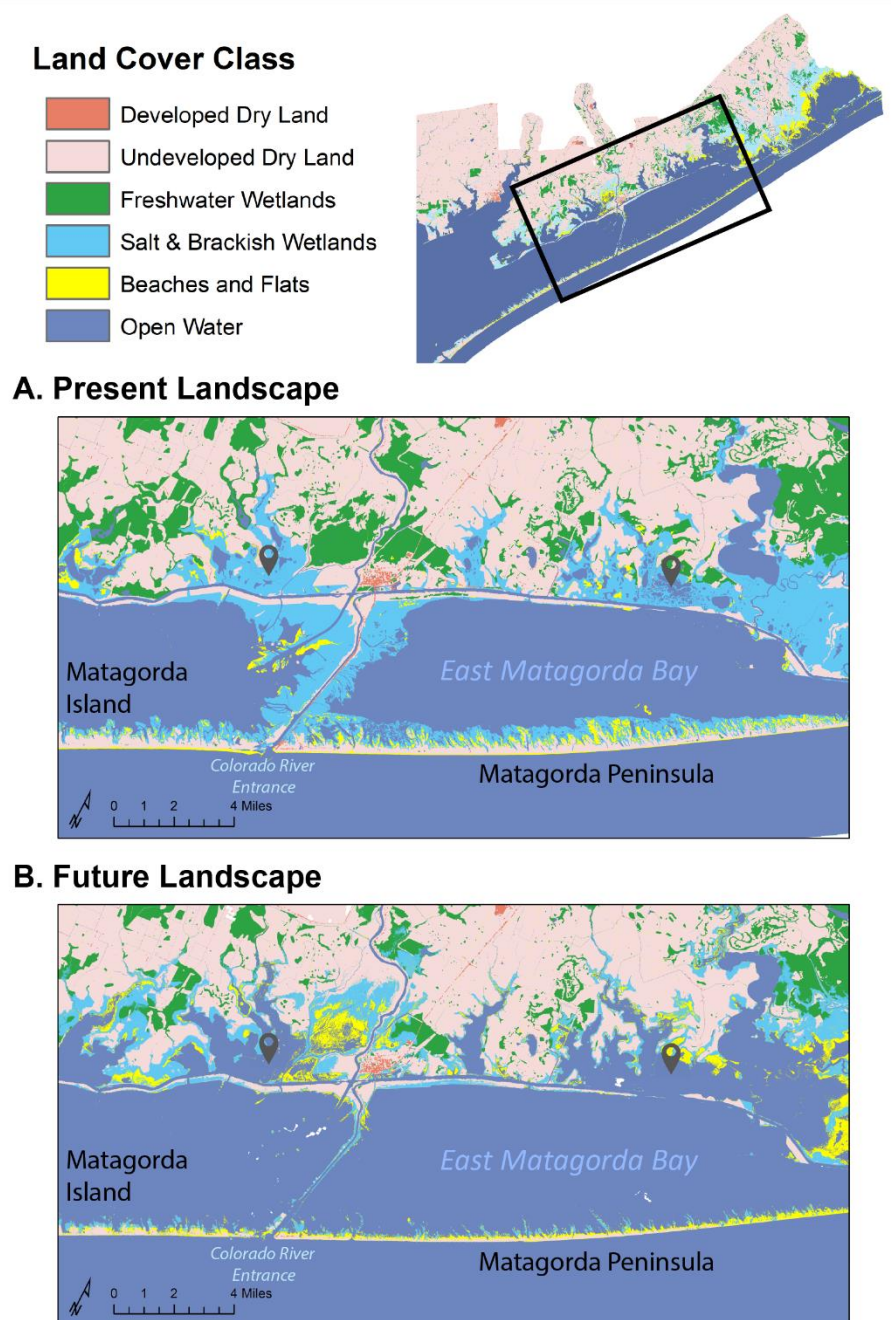 Land Cover Class
Developed Dry Land
Undeveloped Dry Land
Freshwater Wetlands
Salt & Brackish Wetlands
Beaches and Flats
Open Water
A. Present Landscape
Matagorda
Island
East Matagorda Bay
Colorado River
Entrance
Matagorda Peninsula
N
0 1 2 4 Miles
B. Future Landscape
Matagorda
Island
East Matagorda Bay
Colorado River
Entrance
Matagorda Peninsula
N
0 1 2 4 Miles